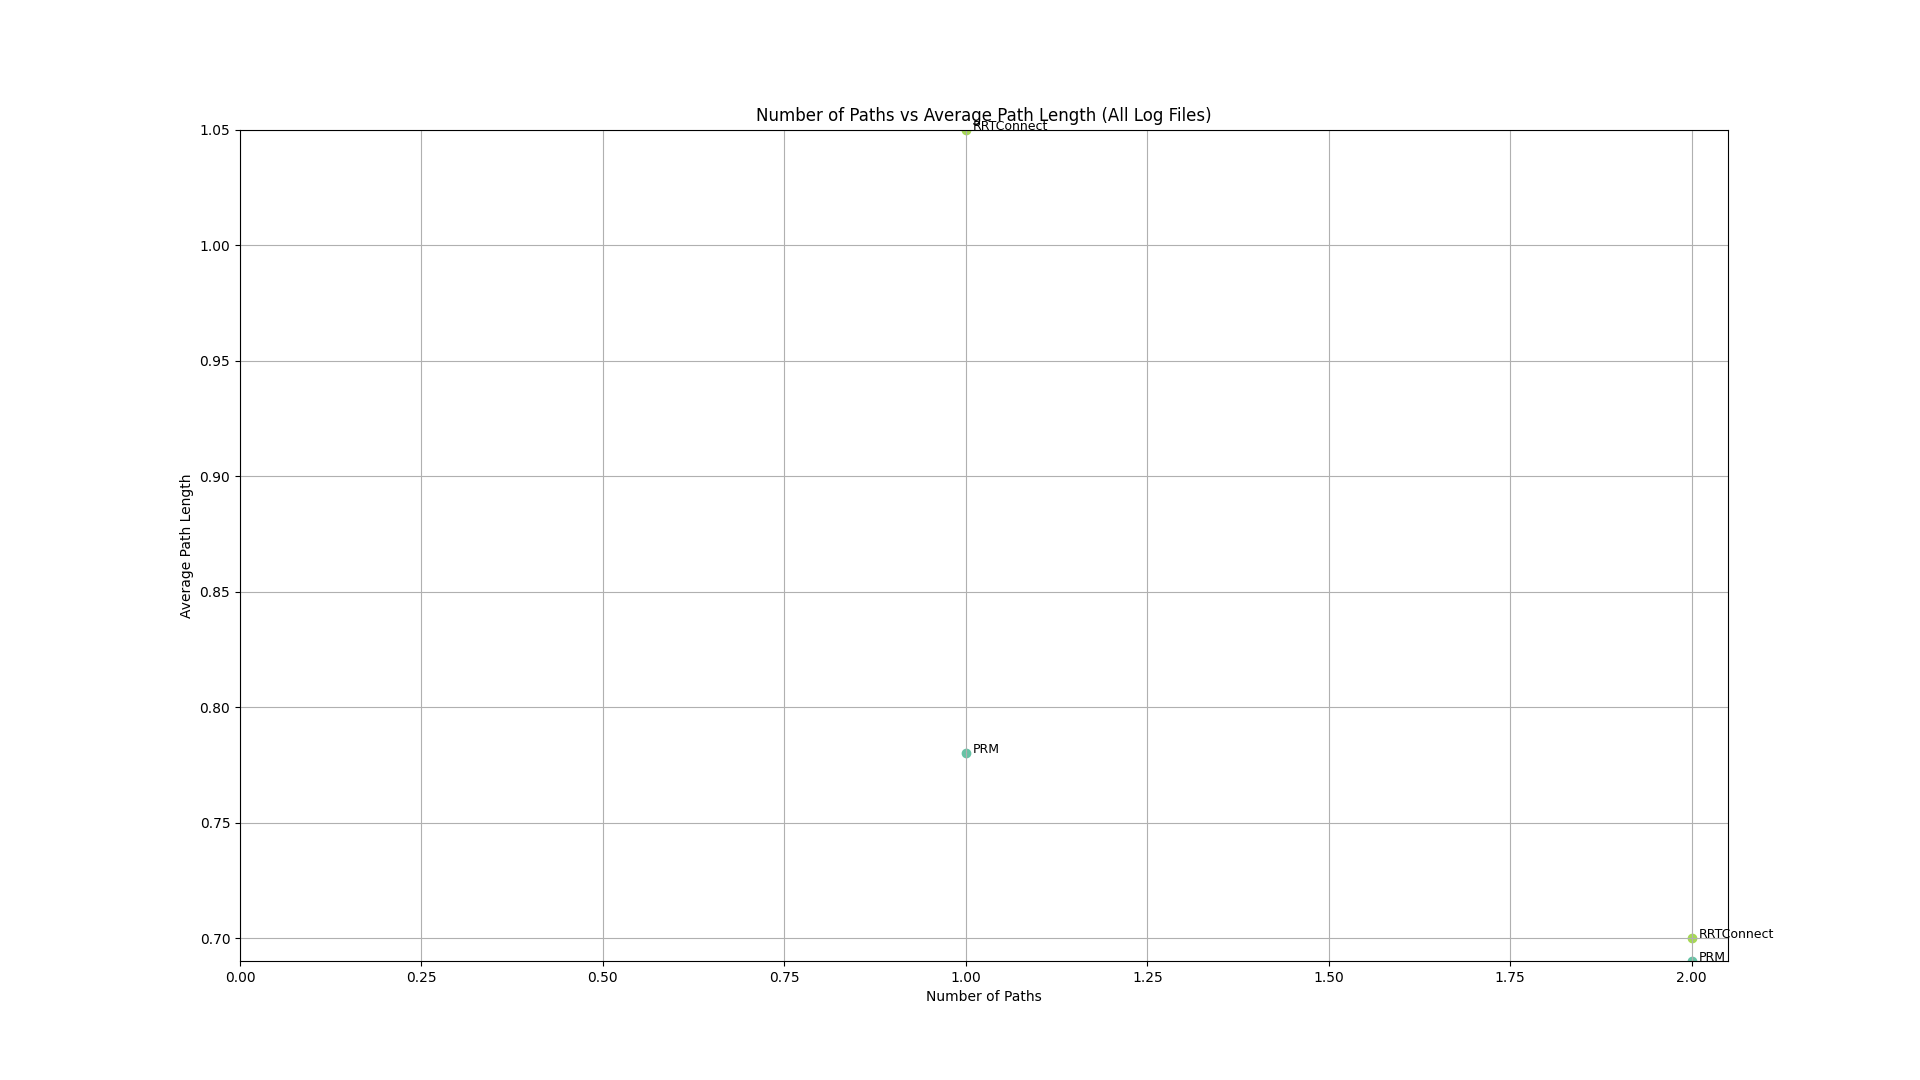 Number of Paths vs Average Path Length (All Log Files)
RRTConnect
1.05
1.00
0.95
0.90
0.85
0.80
0.75
0.70
Average Path Length
PRM
RRTConnect
PRM
0.00 0.25 0.50 0.75 1.00 1.25 1.50 1.75 2.00
Number of Paths